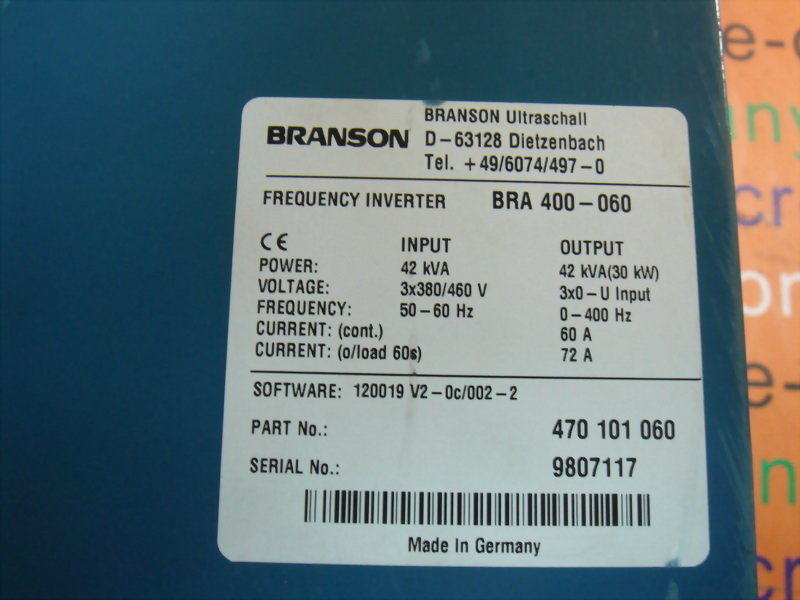 BRANSON
BRANSON Ultraschall
D-63128 Dietzenbach
Tel. +49/6074/497-0
FREQUENCY INVERTER BRA 400-060
CE INPUT OUTPUT
POWER: 42 kVA 42 kVA(30 kW)
VOLTAGE: 3x380/460 V 3x0-U Input
FREQUENCY: 50-60 Hz 0-400 Hz
CURRENT: (cont.) 60 A
CURRENT: (o/load 60s) 72 A
SOFTWARE: 120019 V2-0c/002-2
PART No.: 470 101 060
SERIAL No.: 9807117
Made In Germany